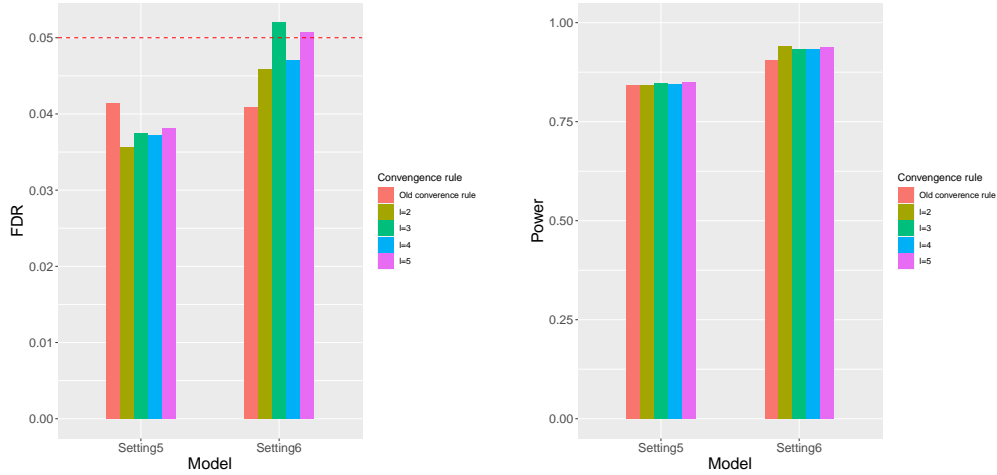 FDR
0.05
0.04
0.03
0.02
0.01
0.00
Setting5
Setting6
Model
Convengence rule
Old converence rule
l=2
l=3
l=4
l=5
Power
1.00
0.75
0.50
0.25
0.00
Setting5
Setting6
Model
Convengence rule
Old converence rule
l=2
l=3
l=4
l=5